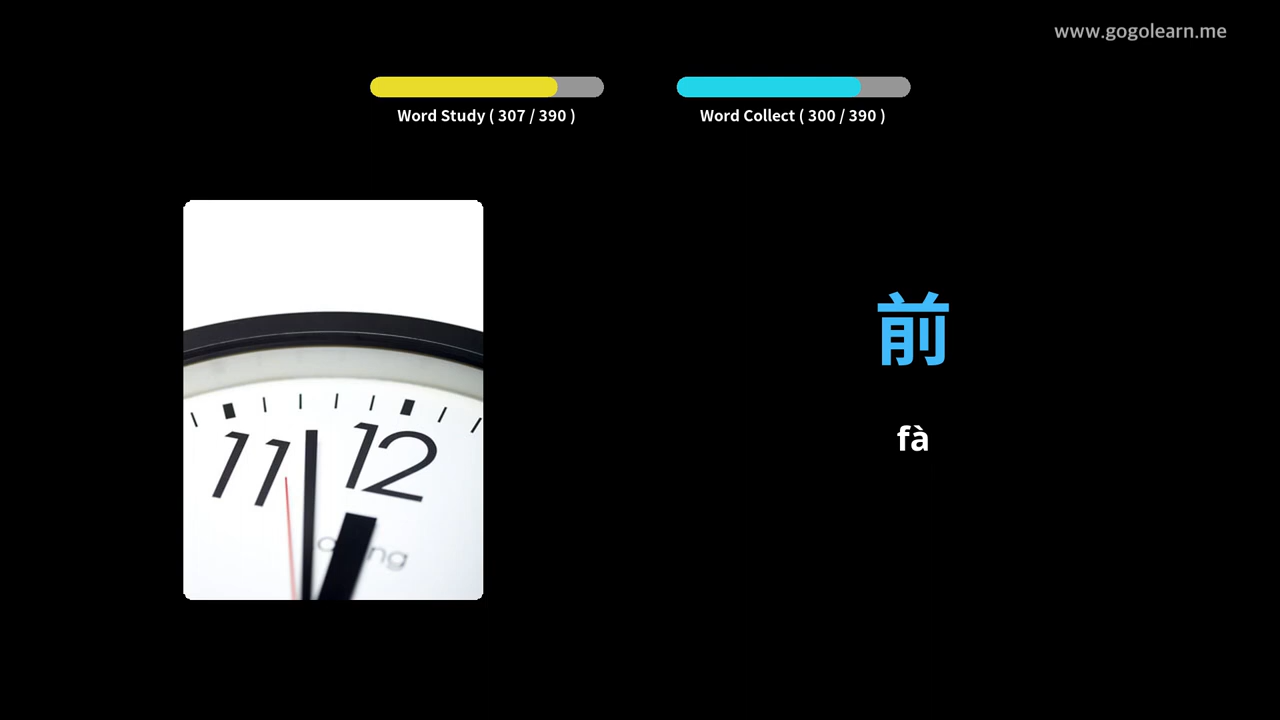 www.gogolearn.me
Word Study ( 307 / 390 )
Word Collect ( 300 / 390 )
前
fà
11 12